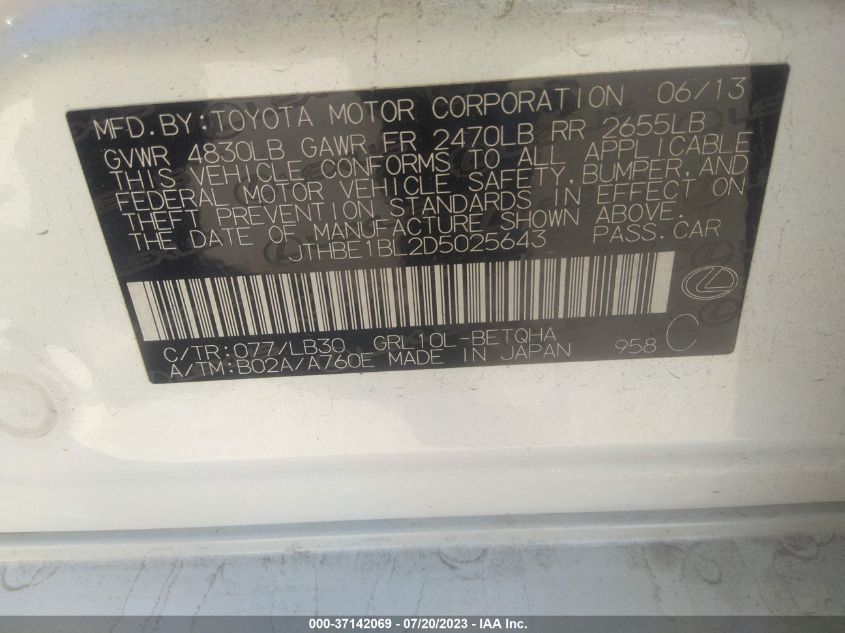 MFD. BY: TOYOTA MOTOR CORPORATION 06/13
GVWR 4830LB GAWR FR 2470LB RR 2655LB
THIS VEHICLE CONFORMS TO ALL APPLICABLE
FEDERAL MOTOR VEHICLE SAFETY, BUMPER, AND
THEFT PREVENTION STANDARDS IN EFFECT ON
THE DATE OF MANUFACTURE SHOWN ABOVE.
JTHBE1BL2D5025643 PASS. CAR
C/TR: 077/LB30 GRL10L-BETQHA
A/TM: B02A/A760E MADE IN JAPAN 958 C
000-37142069 - 07/20/2023 - IAA Inc.